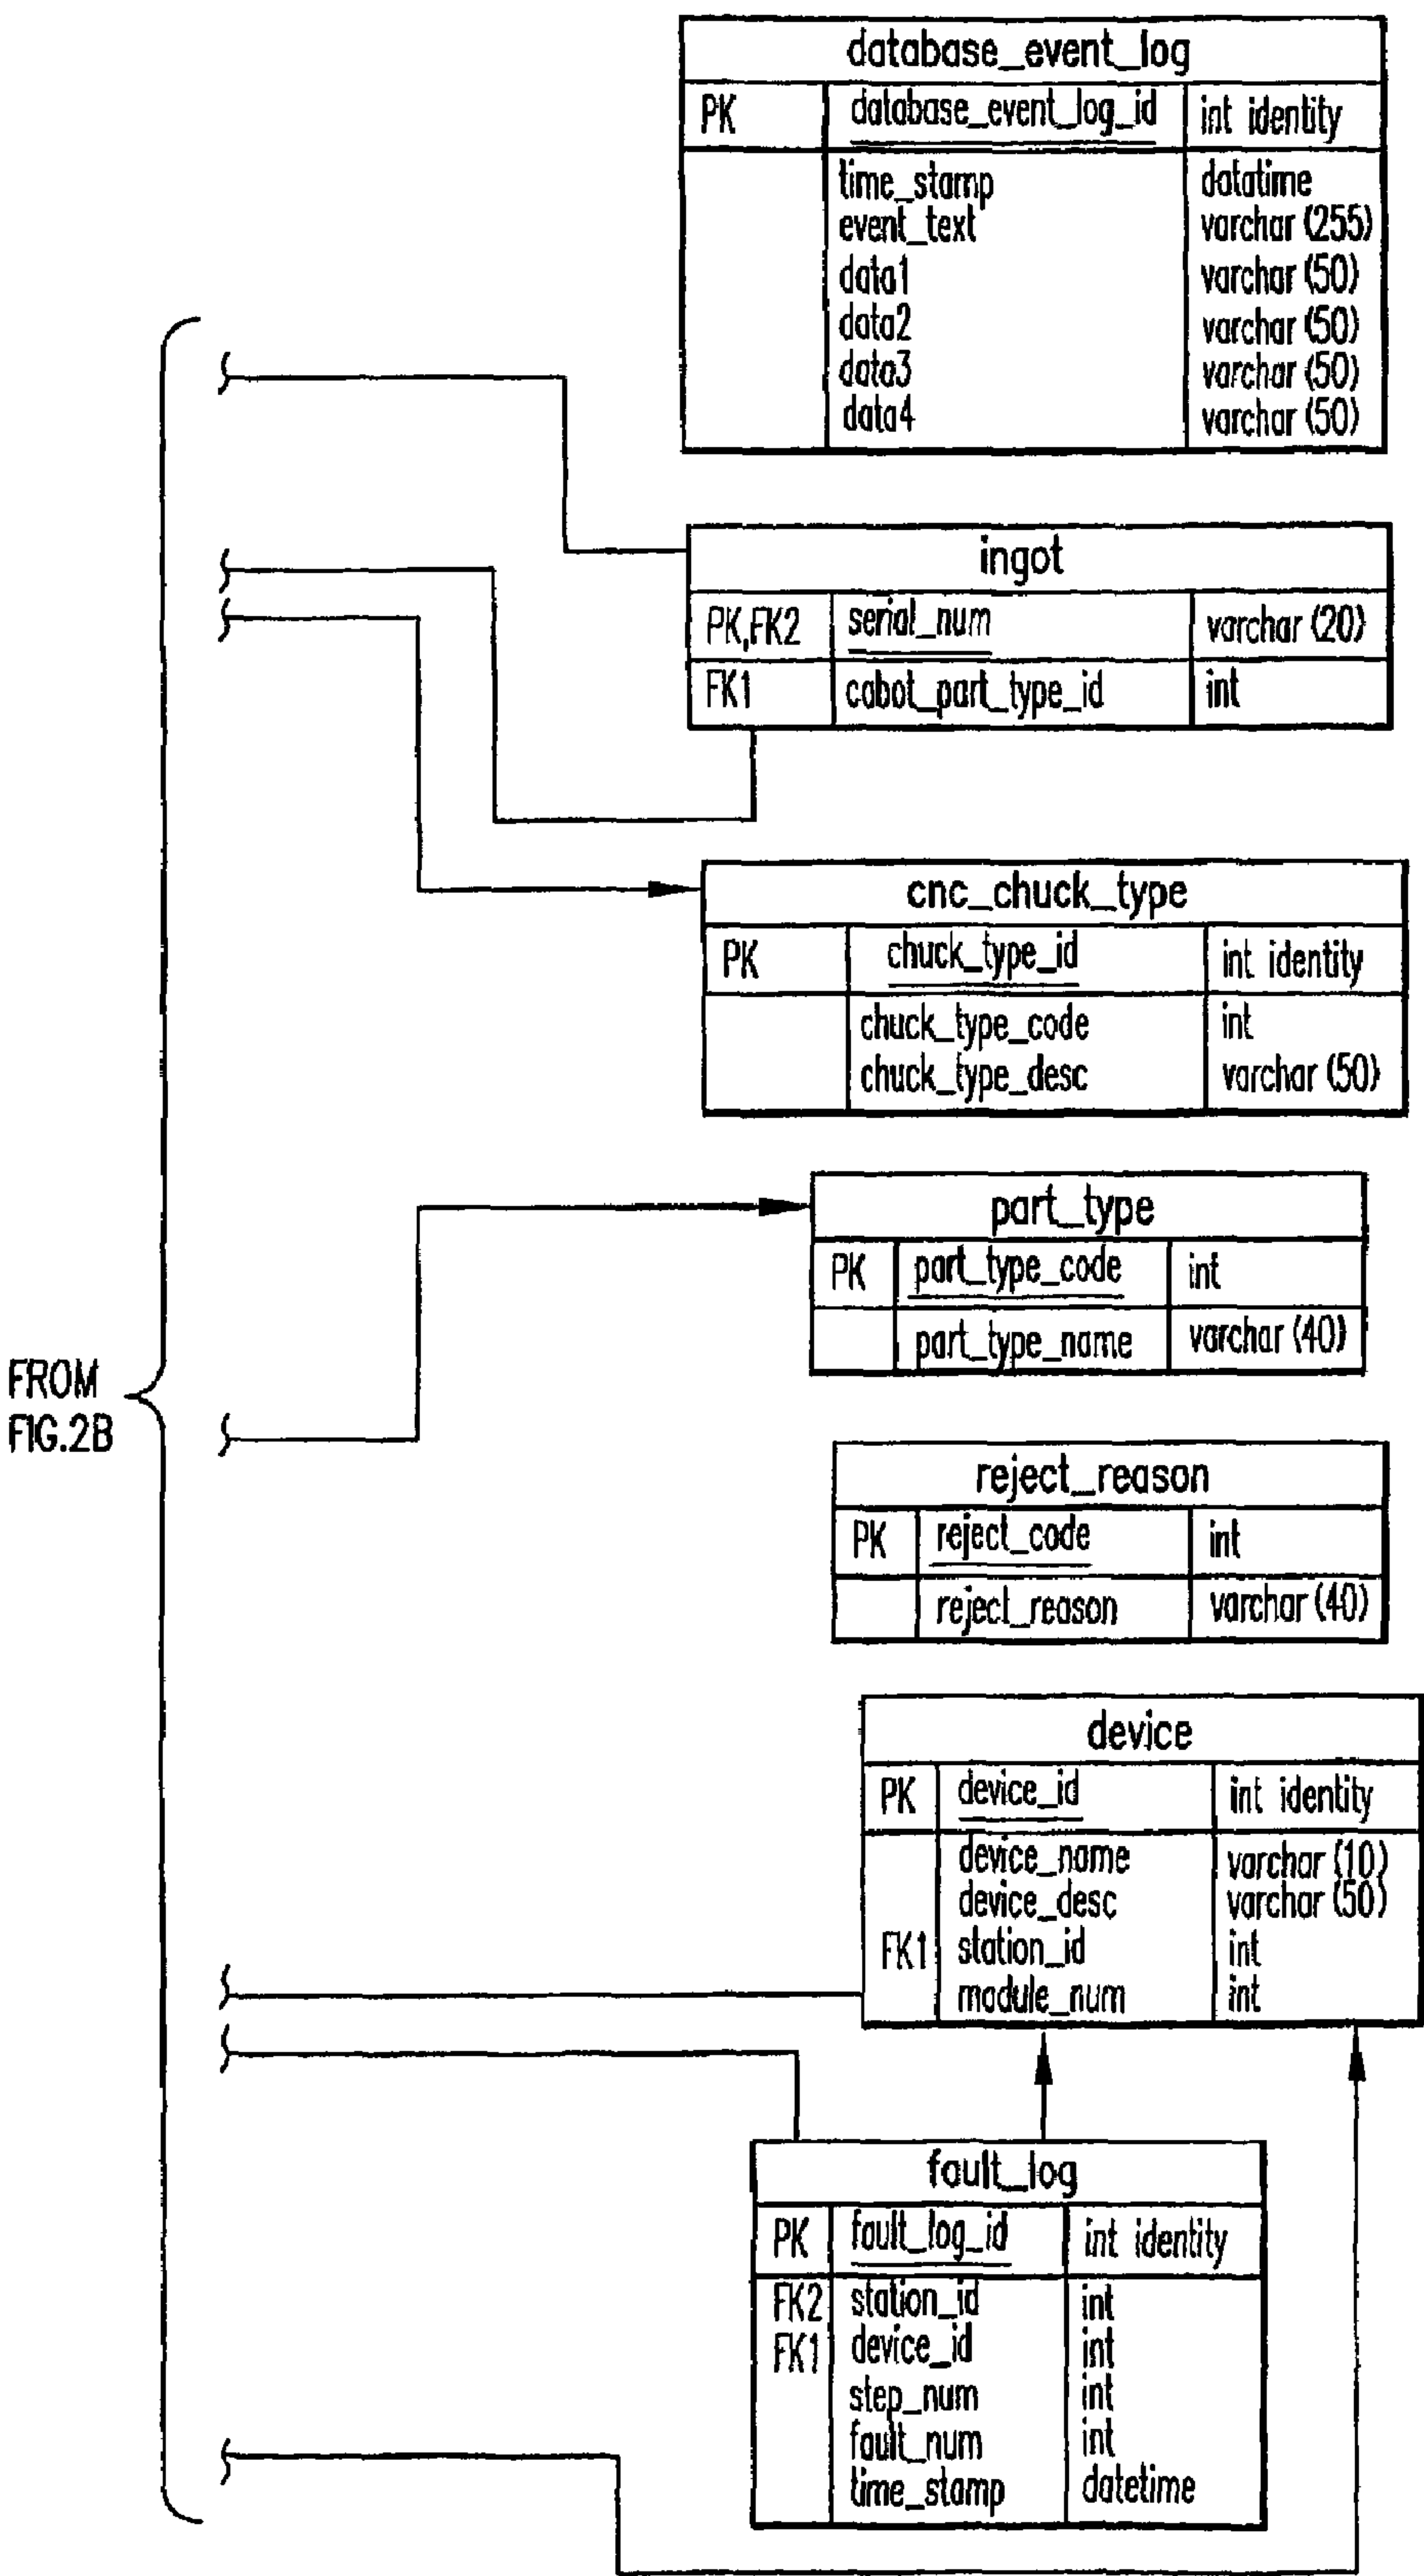 database_event_log
PK database_event_log_id int identity
time_stamp datatime
event_text varchar (255)
data1 varchar (50)
data2 varchar (50)
data3 varchar (50)
data4 varchar (50)
ingot
PK,FK2 serial_num varchar (20)
FK1 cabot_part_type_id int
cnc_chuck_type
PK chuck_type_id int identity
chuck_type_code int
chuck_type_desc varchar (50)
part_type
PK part_type_code int
part_type_name varchar (40)
FROM
FIG.2B
reject_reason
PK reject_code int
reject_reason varchar (40)
device
PK device_id int identity
device_name varchar (10)
device_desc varchar (50)
FK1 station_id int
module_num int
fault_log
PK fault_log_id int identity
FK2 station_id int
FK1 device_id int
step_num int
fault_num int
time_stamp datetime